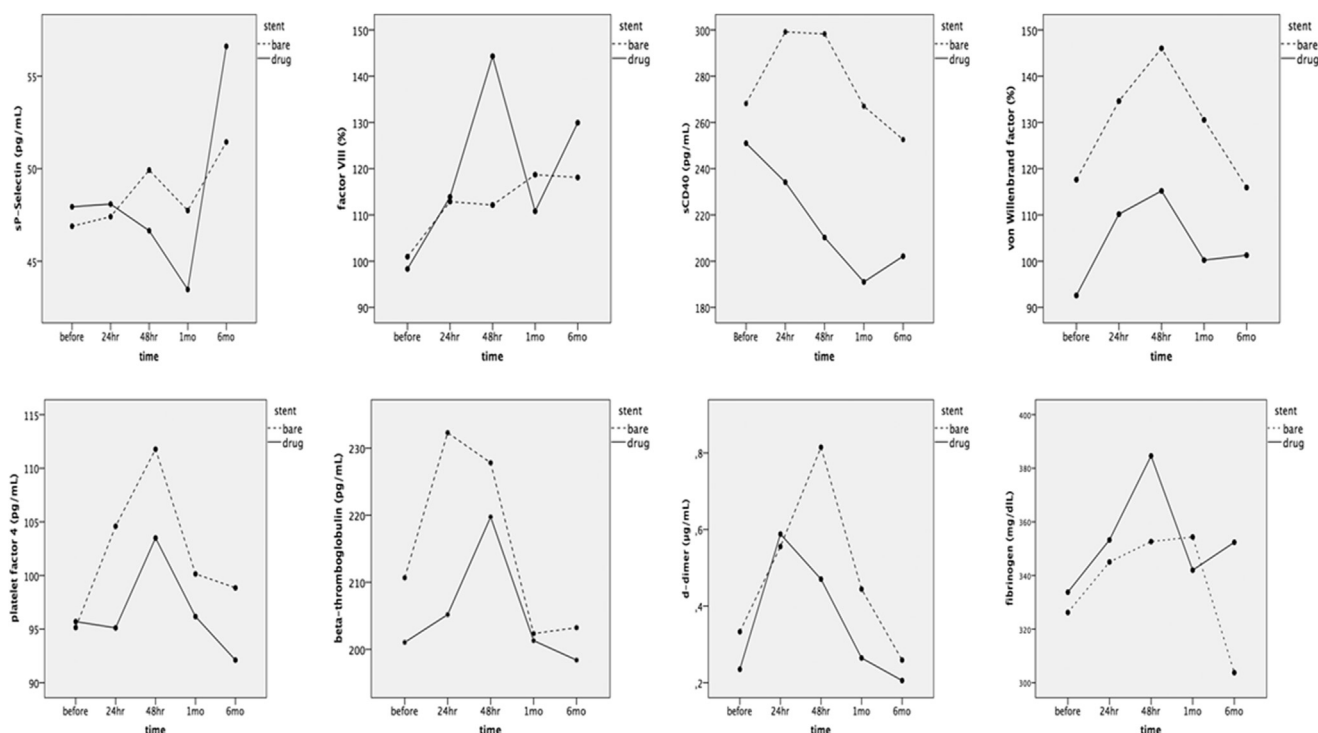 stent
bare
drug
sP-Selectin (pg/mL)
55
50
45
before 24hr 48hr 1mo 6mo
time
stent
bare
drug
factor VIII (%)
150
140
130
120
110
100
90
before 24hr 48hr 1mo 6mo
time
stent
bare
drug
sCD40 (pg/mL)
300
280
260
240
220
200
180
Before 24hr 48hr 1mo 6mo
time
stent
bare
drug
von Willenbrand factor (%)
150
140
130
120
110
100
90
before 24hr 48hr 1mo 6mo
time
stent
bare
drug
platelet factor 4 (pg/mL)
115
110
105
100
95
90
before 24hr 48hr 1mo 6mo
time
stent
bare
drug
beta-thromboglobulin (pg/mL)
230
220
210
200
before 24hr 48hr 1mo 6mo
time
stent
bare
drug
d-dimer (µg/mL)
,8
,6
,4
,2
before 24hr 48hr 1mo 6mo
time
stent
bare
drug
fibrinogen (mg/dlL)
400
380
360
340
320
300
before 24hr 48hr 1mo 6mo
time